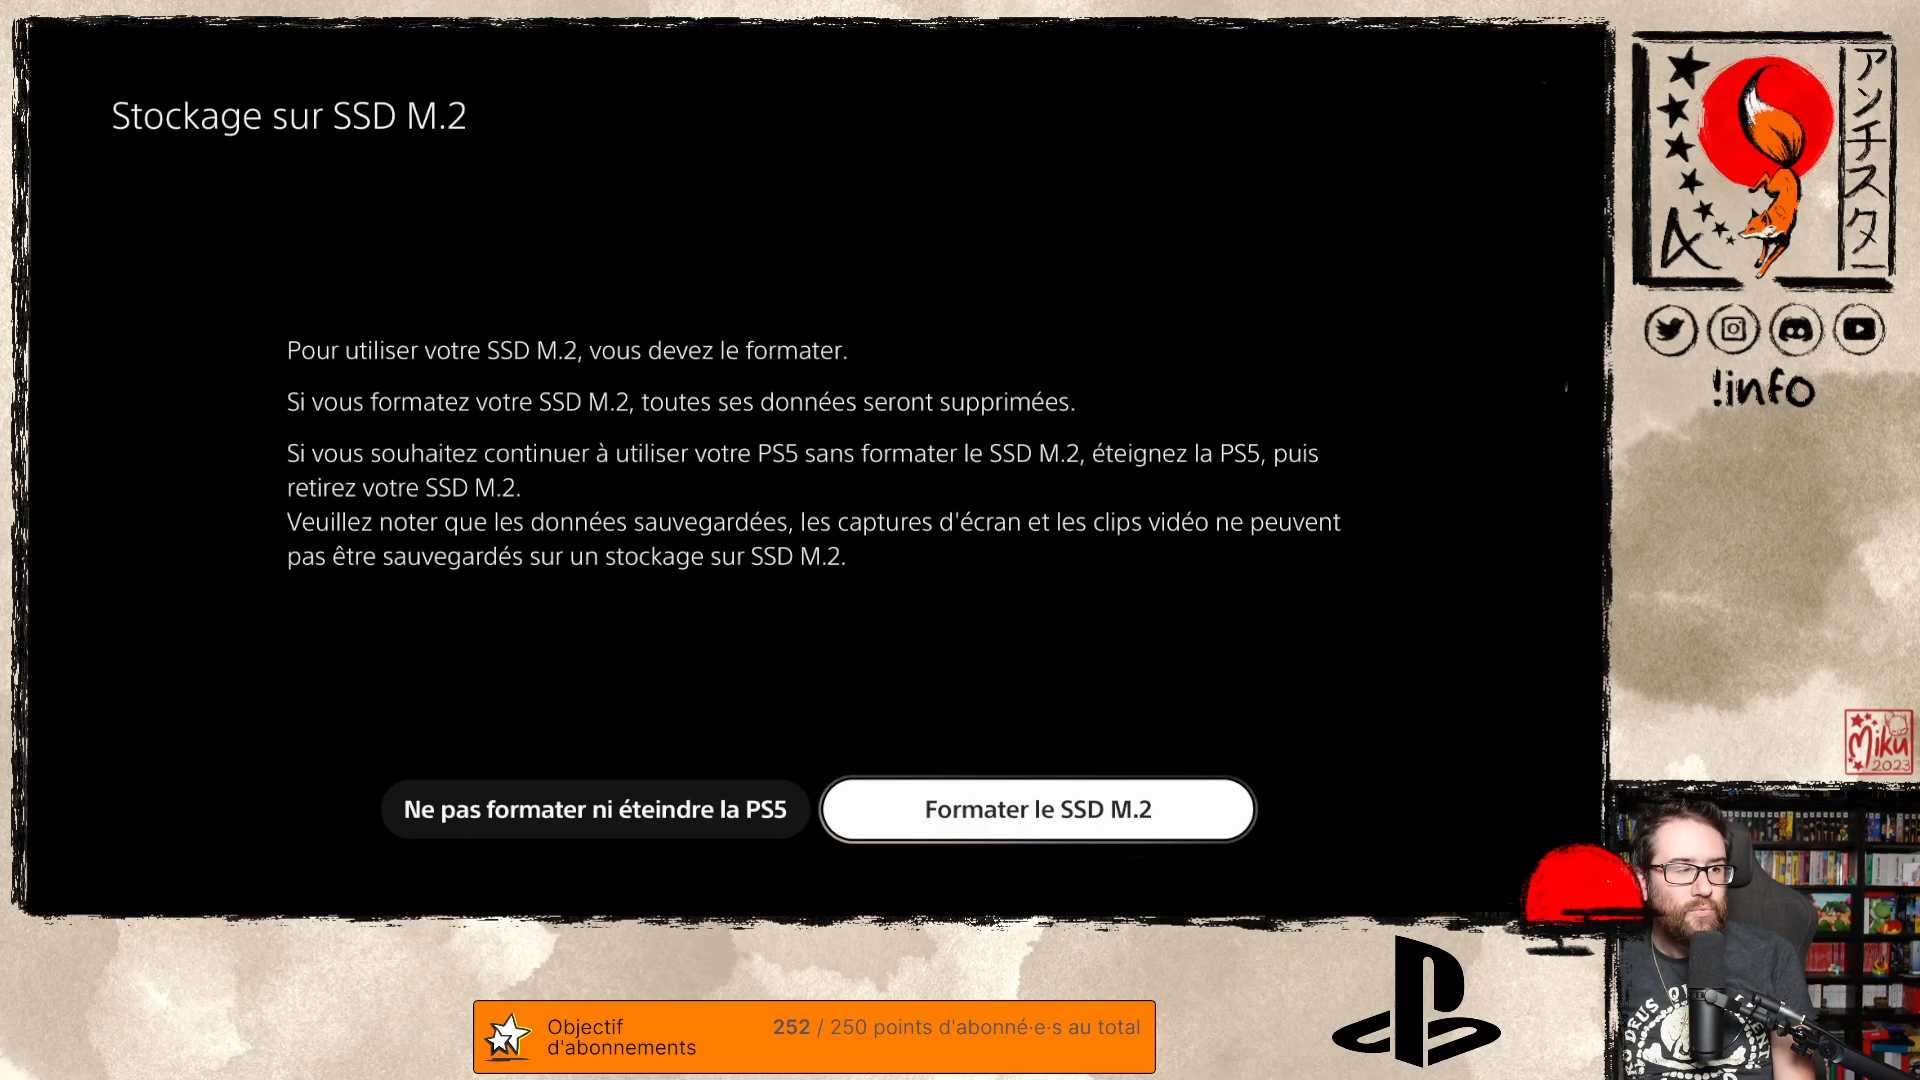 Stockage sur SSD M.2
Pour utiliser votre SSD M.2, vous devez le formater.
Si vous formatez votre SSD M.2, toutes ses données seront supprimées.
Si vous souhaitez continuer à utiliser votre PS5 sans formater le SSD M.2, éteignez la PS5, puis
retirez votre SSD M.2.
Veuillez noter que les données sauvegardées, les captures d'écran et les clips vidéo ne peuvent
pas être sauvegardés sur un stockage sur SSD M.2.
Ne pas formater ni éteindre la PS5
Formater le SSD M.2
アンチスター
A
!info
Miku
2023
Objectif
d'abonnements
252 / 250 points d'abonné·e·s au total